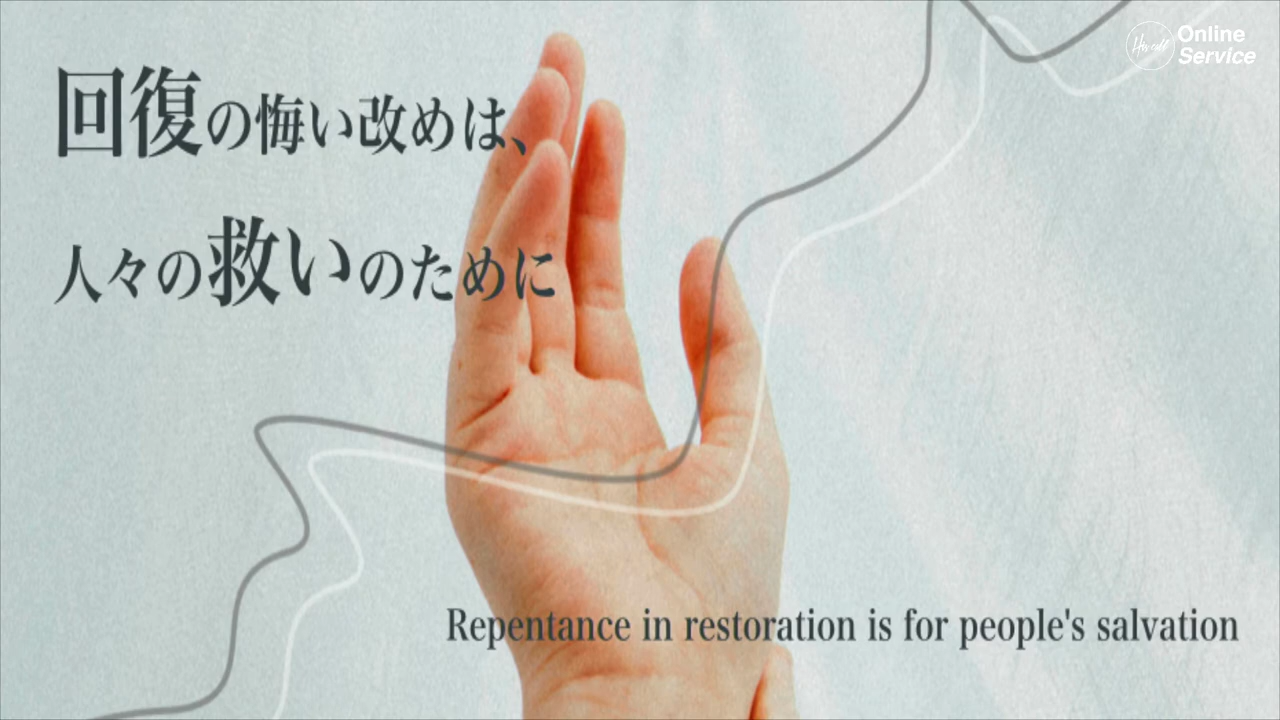 回復の悔い改めは、
人々の救いのために
Repentance in restoration is for people's salvation
Online
Service